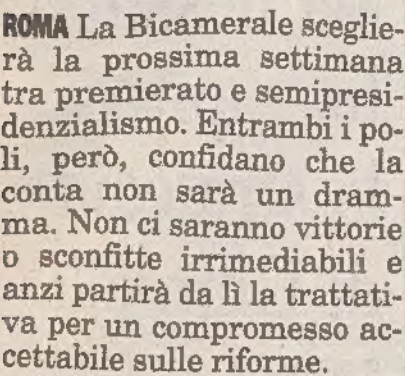 ROMA La Bicamerale sceglie-
rà la prossima settimana
tra premierato e semipresi-
denzialismo. Entrambi i po-
li, però, confidano che la
conta non sarà un dram-
ma. Non ci saranno vittorie
o sconfitte irrimediabili e
anzi partirà da lì la trattati-
va per un compromesso ac-
cettabile sulle riforme.